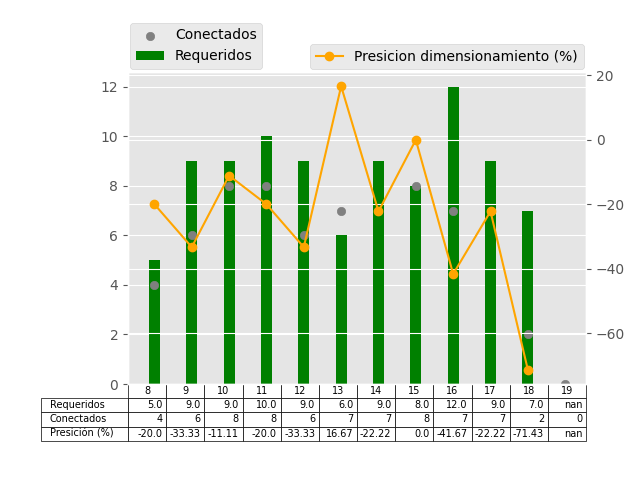 Conectados
Requeridos
Presicion dimensionamiento (%)
12
10
8
6
4
2
0
20
0
−20
−40
−60
8 9 10 11 12 13 14 15 16 17 18 19
Requeridos 5.0 9.0 9.0 10.0 9.0 6.0 9.0 8.0 12.0 9.0 7.0 nan
Conectados 4 6 8 8 6 7 7 8 7 7 2 0
Presición (%) -20.0 -33.33 -11.11 -20.0 -33.33 16.67 -22.22 0.0 -41.67 -22.22 -71.43 nan